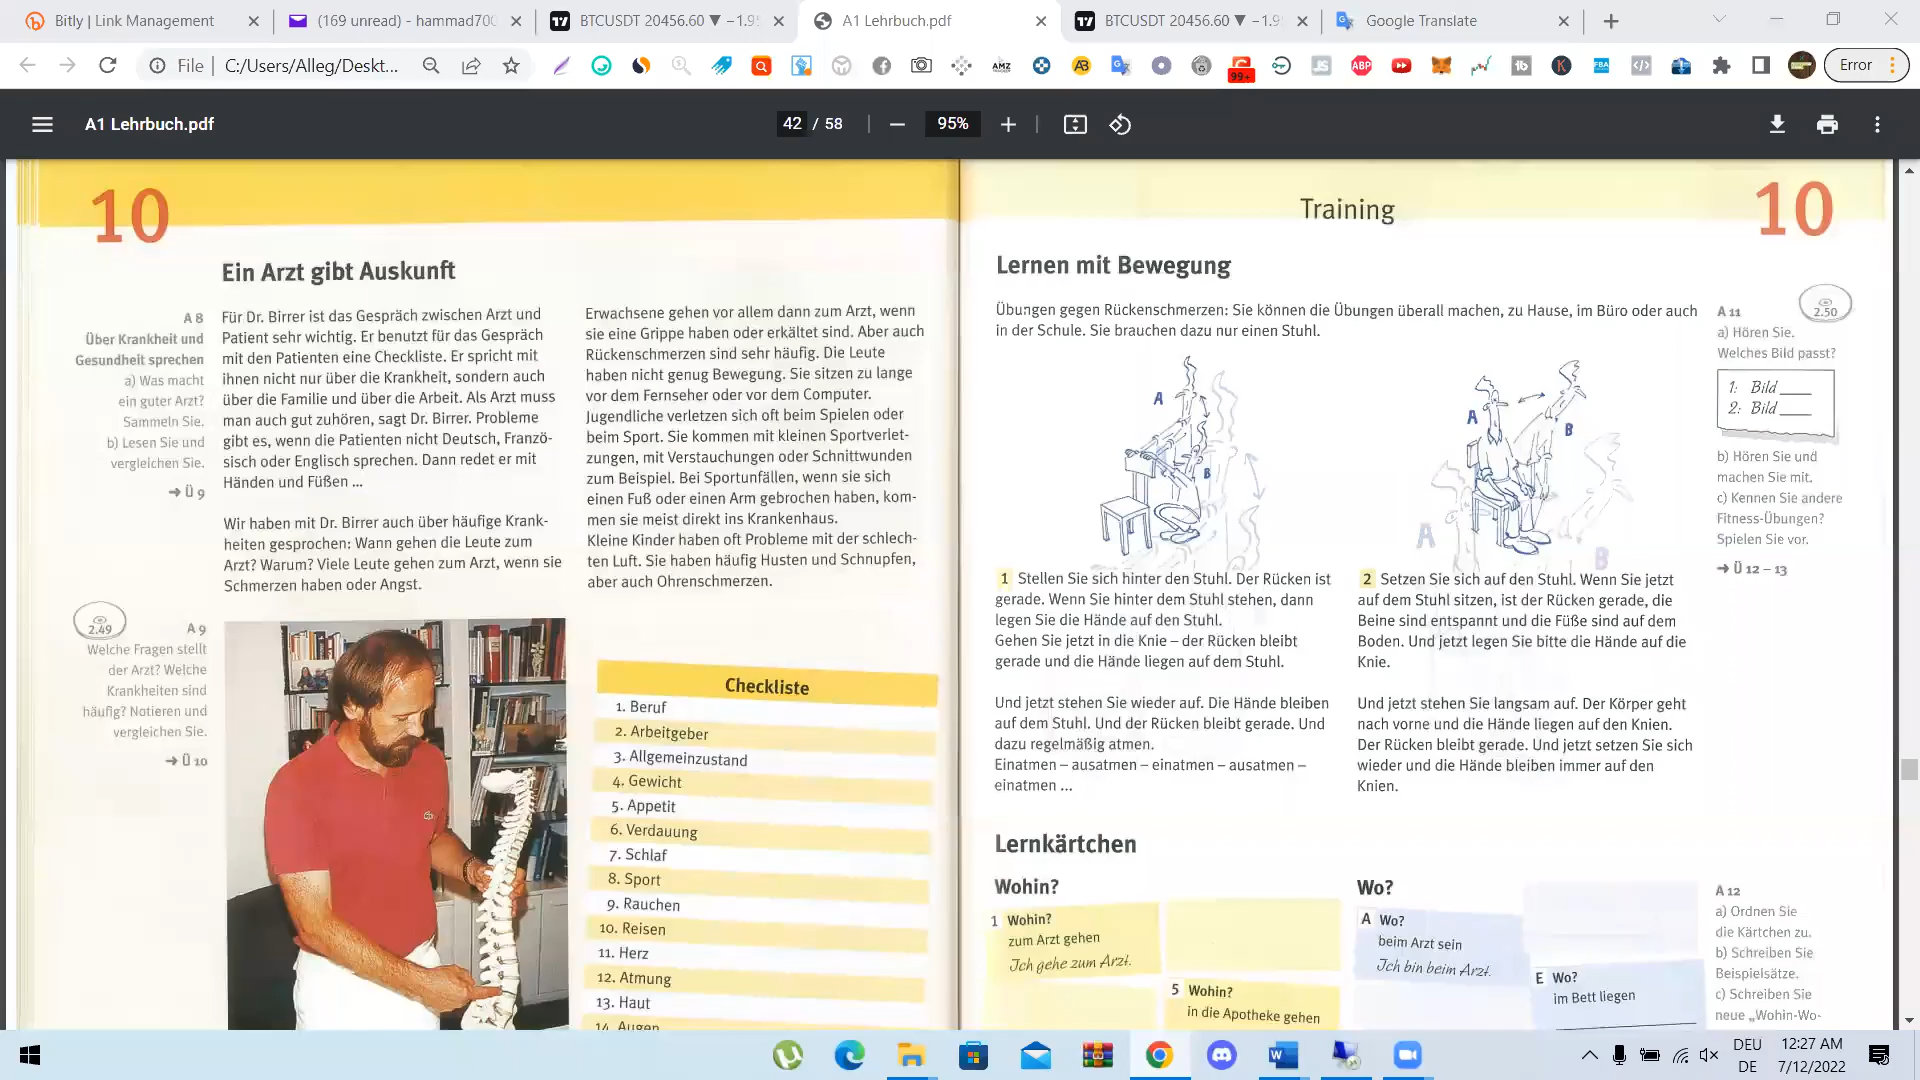 Bitly | Link Management
(169 unread) - hammad700
BTCUSDT 20456.60 ▼ −1.9
A1 Lehrbuch.pdf
BTCUSDT 20456.60 ▼ −1.9
Google Translate
File
C:/Users/Alleg/Deskt...
99+
Error
A1 Lehrbuch.pdf
42 / 58
95%
10
Ein Arzt gibt Auskunft
A 8
Über Krankheit und
Gesundheit sprechen
a) Was macht
ein guter Arzt?
Sammeln Sie.
b) Lesen Sie und
vergleichen Sie.
➜ Ü 9
Für Dr. Birrer ist das Gespräch zwischen Arzt und
Patient sehr wichtig. Er benutzt für das Gespräch
mit den Patienten eine Checkliste. Er spricht mit
ihnen nicht nur über die Krankheit, sondern auch
über die Familie und über die Arbeit. Als Arzt muss
man auch gut zuhören, sagt Dr. Birrer. Probleme
gibt es, wenn die Patienten nicht Deutsch, Franzö-
sisch oder Englisch sprechen. Dann redet er mit
Händen und Füßen ...
Wir haben mit Dr. Birrer auch über häufige Krank-
heiten gesprochen: Wann gehen die Leute zum
Arzt? Warum? Viele Leute gehen zum Arzt, wenn sie
Schmerzen haben oder Angst.
Erwachsene gehen vor allem dann zum Arzt, wenn
sie eine Grippe haben oder erkältet sind. Aber auch
Rückenschmerzen sind sehr häufig. Die Leute
haben nicht genug Bewegung. Sie sitzen zu lange
vor dem Fernseher oder vor dem Computer.
Jugendliche verletzen sich oft beim Spielen oder
beim Sport. Sie kommen mit kleinen Sportverlet-
zungen, mit Verstauchungen oder Schnittwunden
zum Beispiel. Bei Sportunfällen, wenn sie sich
einen Fuß oder einen Arm gebrochen haben, kom-
men sie meist direkt ins Krankenhaus.
Kleine Kinder haben oft Probleme mit der schlech-
ten Luft. Sie haben häufig Husten und Schnupfen,
aber auch Ohrenschmerzen.
2.49
A 9
Welche Fragen stellt
der Arzt? Welche
Krankheiten sind
häufig? Notieren und
vergleichen Sie.
➜ Ü 10
Checkliste
1. Beruf
2. Arbeitgeber
3. Allgemeinzustand
4. Gewicht
5. Appetit
6. Verdauung
7. Schlaf
8. Sport
9. Rauchen
10. Reisen
11. Herz
12. Atmung
13. Haut
14. Augen
Training
10
Lernen mit Bewegung
Übungen gegen Rückenschmerzen: Sie können die Übungen überall machen, zu Hause, im Büro oder auch
in der Schule. Sie brauchen dazu nur einen Stuhl.
A
B
A
B
A
B
1 Stellen Sie sich hinter den Stuhl. Der Rücken ist
gerade. Wenn Sie hinter dem Stuhl stehen, dann
legen Sie die Hände auf den Stuhl.
Gehen Sie jetzt in die Knie – der Rücken bleibt
gerade und die Hände liegen auf dem Stuhl.
Und jetzt stehen Sie wieder auf. Die Hände bleiben
auf dem Stuhl. Und der Rücken bleibt gerade. Und
dazu regelmäßig atmen.
Einatmen – ausatmen – einatmen – ausatmen –
einatmen ...
2 Setzen Sie sich auf den Stuhl. Wenn Sie jetzt
auf dem Stuhl sitzen, ist der Rücken gerade, die
Beine sind entspannt und die Füße sind auf dem
Boden. Und jetzt legen Sie bitte die Hände auf die
Knie.
Und jetzt stehen Sie langsam auf. Der Körper geht
nach vorne und die Hände liegen auf den Knien.
Der Rücken bleibt gerade. Und jetzt setzen Sie sich
wieder und die Hände bleiben immer auf den
Knien.
2.50
A 11
a) Hören Sie.
Welches Bild passt?
1: Bild ____
2: Bild ____
b) Hören Sie und
machen Sie mit.
c) Kennen Sie andere
Fitness-Übungen?
Spielen Sie vor.
➜ Ü 12 – 13
Lernkärtchen
Wohin?
1 Wohin?
zum Arzt gehen
Ich gehe zum Arzt.
5 Wohin?
in die Apotheke gehen
Wo?
A Wo?
beim Arzt sein
Ich bin beim Arzt.
E Wo?
im Bett liegen
A 12
a) Ordnen Sie
die Kärtchen zu.
b) Schreiben Sie
Beispielsätze.
c) Schreiben Sie
neue „Wohin-Wo-
DEU
DE
12:27 AM
7/12/2022